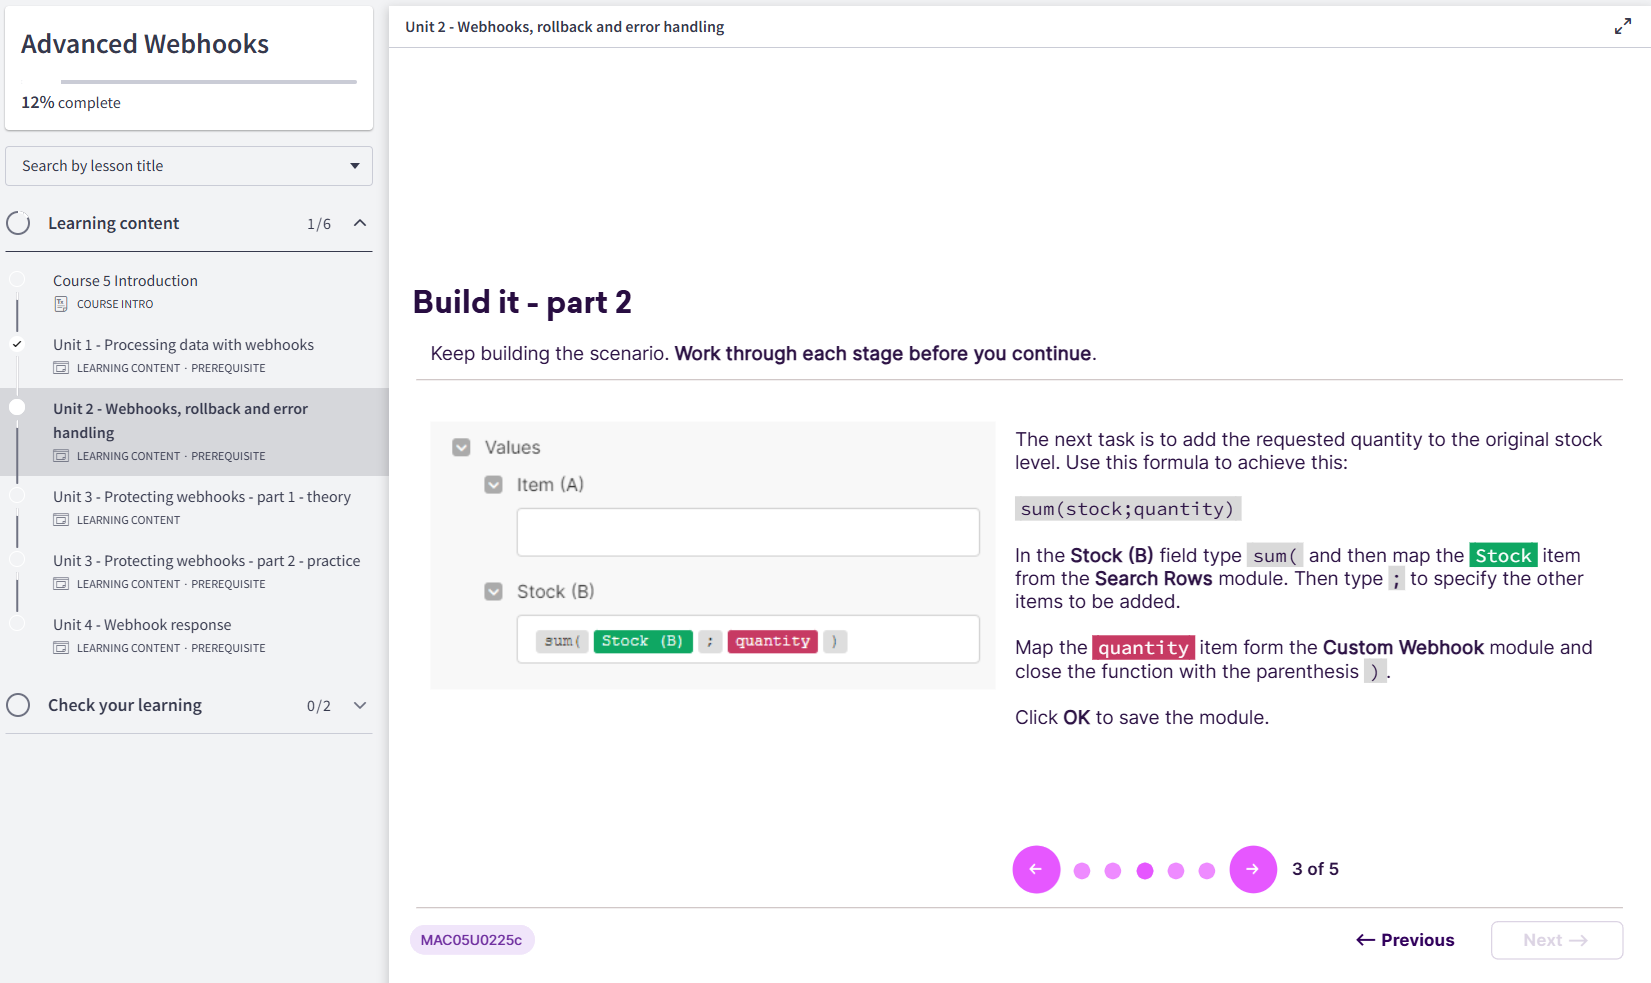 Advanced Webhooks
12% complete
Search by lesson title
Learning content 1/6
Course 5 Introduction
COURSE INTRO
Unit 1 - Processing data with webhooks
LEARNING CONTENT · PREREQUISITE
Unit 2 - Webhooks, rollback and error
handling
LEARNING CONTENT · PREREQUISITE
Unit 3 - Protecting webhooks - part 1 - theory
LEARNING CONTENT
Unit 3 - Protecting webhooks - part 2 - practice
LEARNING CONTENT · PREREQUISITE
Unit 4 - Webhook response
LEARNING CONTENT · PREREQUISITE
Check your learning 0/2
Unit 2 - Webhooks, rollback and error handling
Build it - part 2
Keep building the scenario. Work through each stage before you continue.
Values
Item (A)
Stock (B)
sum( Stock (B) ; quantity )
The next task is to add the requested quantity to the original stock
level. Use this formula to achieve this:
sum(stock;quantity)
In the Stock (B) field type sum( and then map the Stock item
from the Search Rows module. Then type ; to specify the other
items to be added.
Map the quantity item form the Custom Webhook module and
close the function with the parenthesis ).
Click OK to save the module.
← → 3 of 5
MAC05U0225c
← Previous
Next →